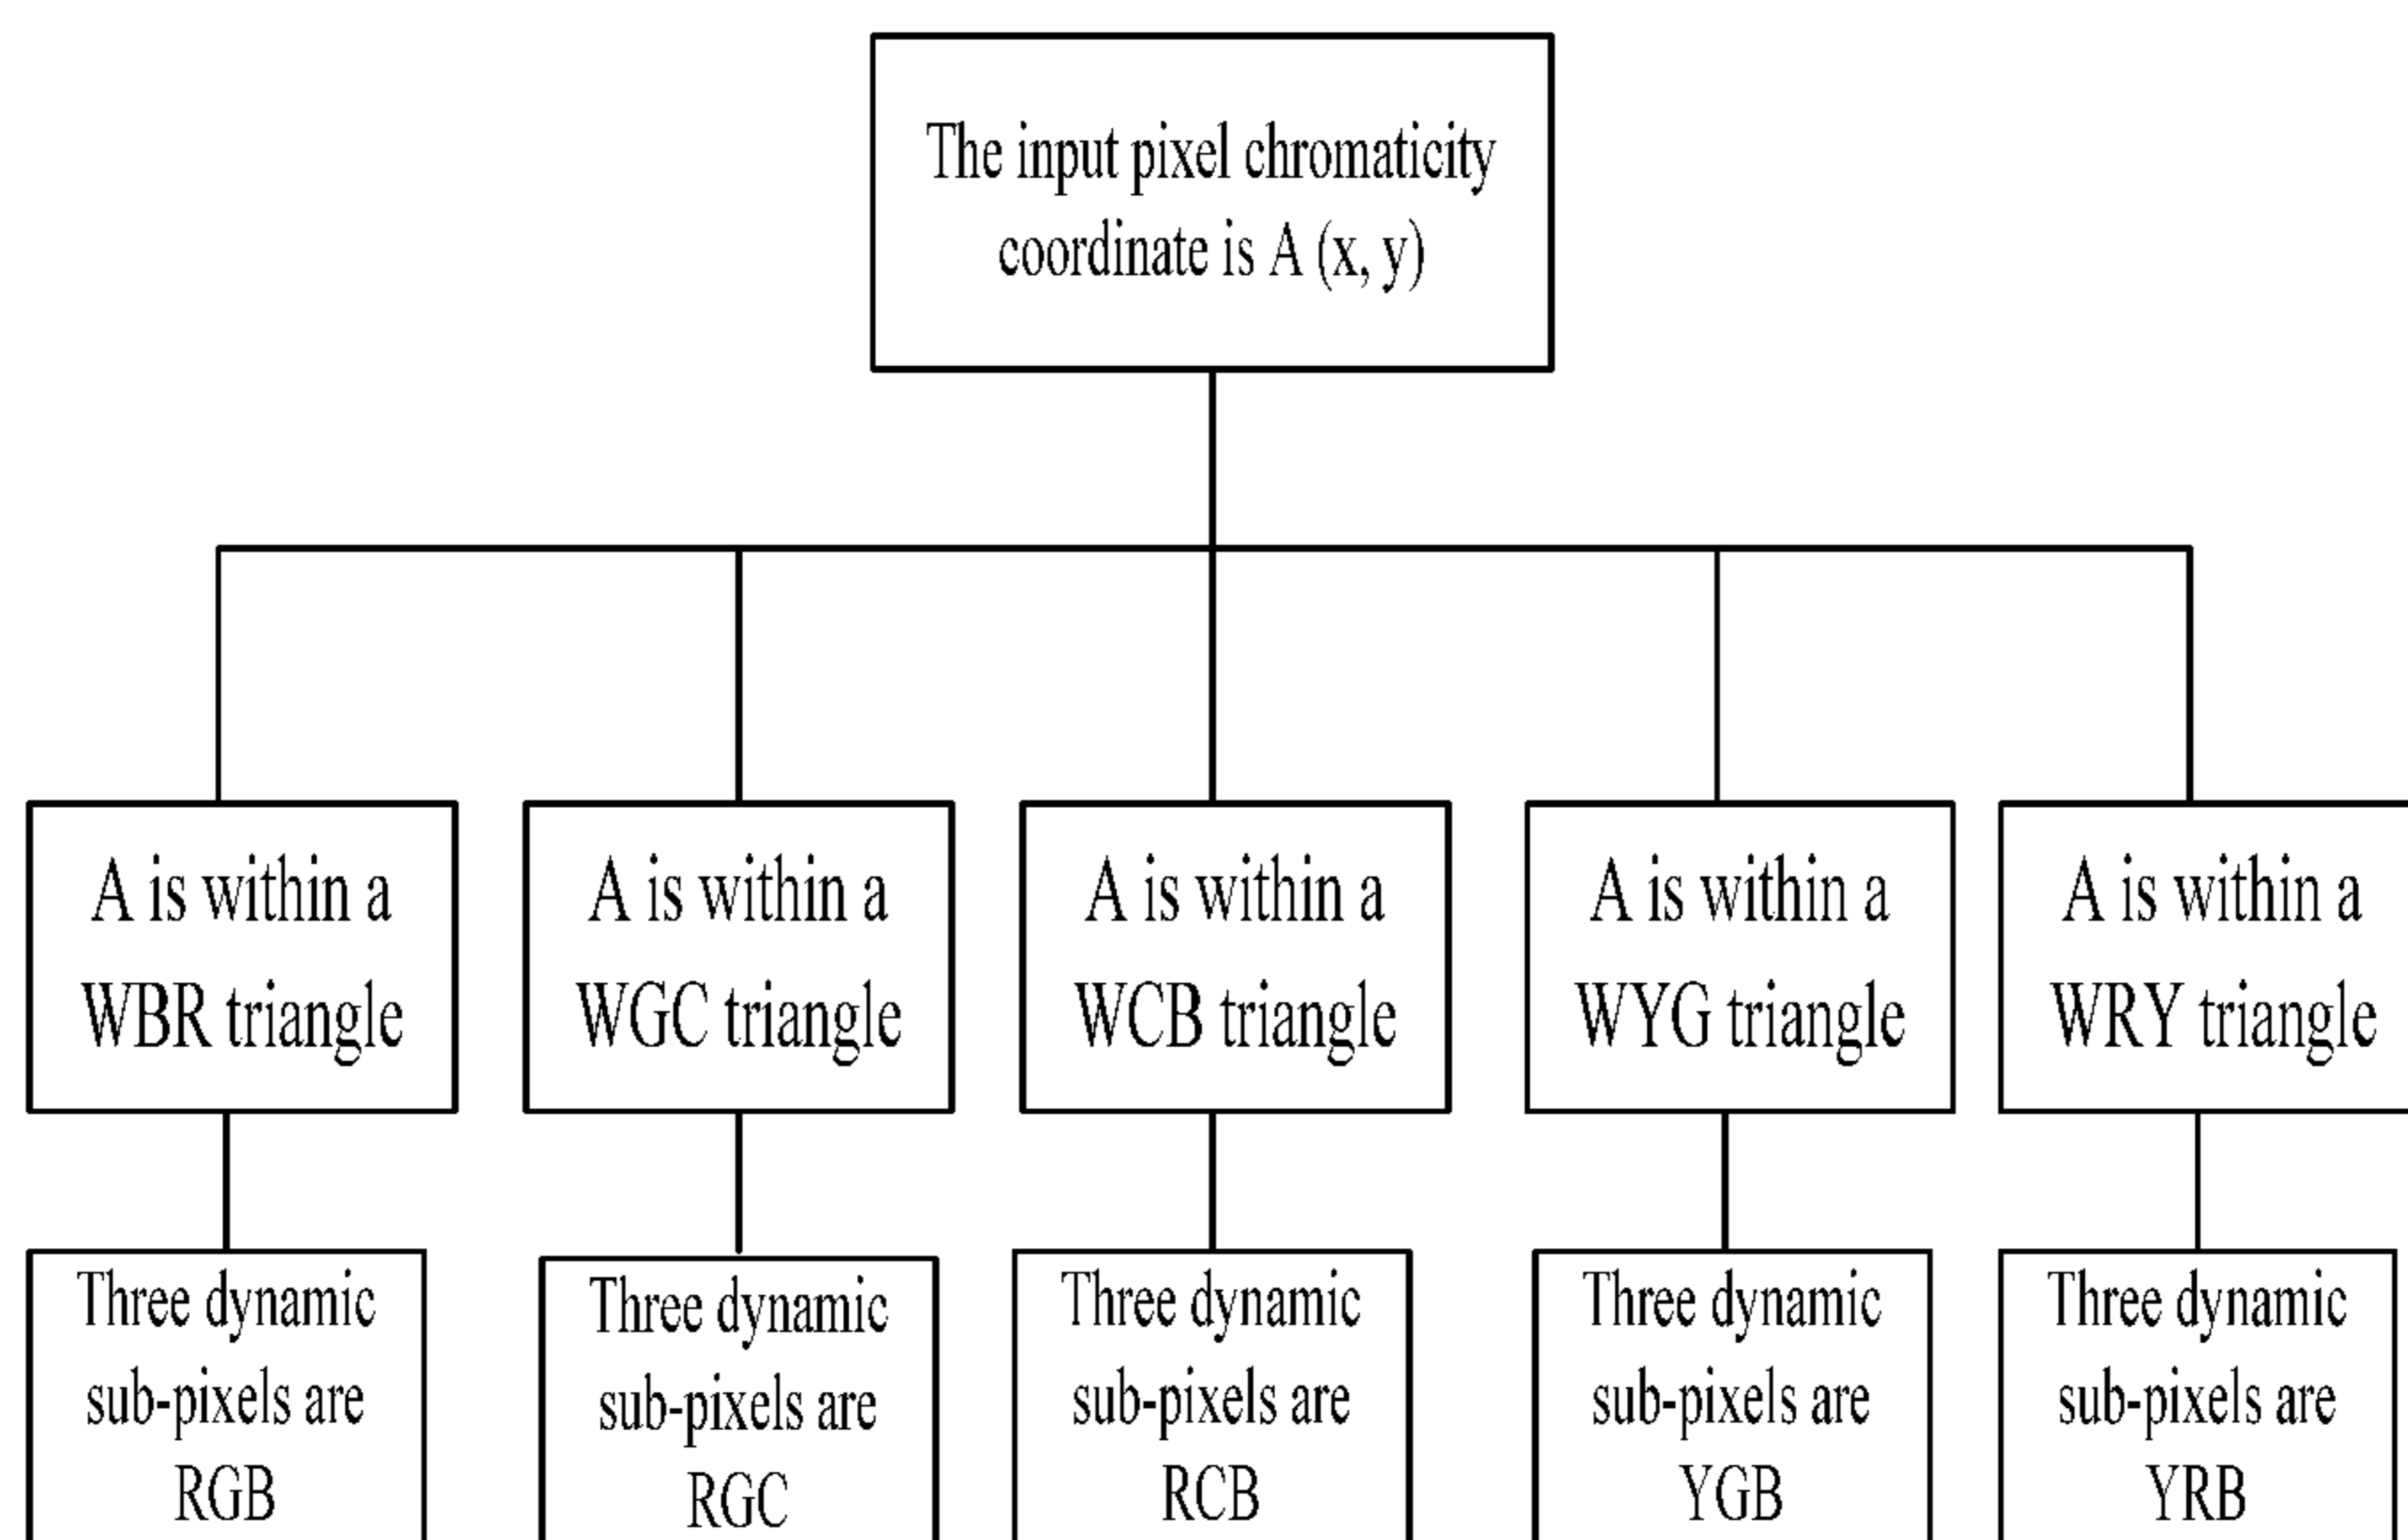 The input pixel chromaticity
coordinate is A (x, y)
A is within a
WBR triangle
A is within a
WGC triangle
A is within a
WCB triangle
A is within a
WYG triangle
A is within a
WRY triangle
Three dynamic
sub-pixels are
RGB
Three dynamic
sub-pixels are
RGC
Three dynamic
sub-pixels are
RCB
Three dynamic
sub-pixels are
YGB
Three dynamic
sub-pixels are
YRB